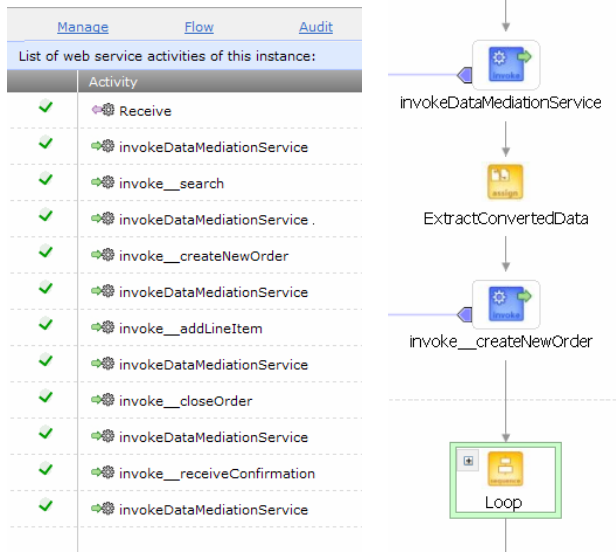 Manage Flow Audit
List of web service activities of this instance:
Activity
Receive
invokeDataMediationService
invoke__search
invokeDataMediationService .
invoke__createNewOrder
invokeDataMediationService
invoke__addLineItem
invokeDataMediationService
invoke__closeOrder
invokeDataMediationService
invoke__receiveConfirmation
invokeDataMediationService
invoke
invokeDataMediationService
assign
ExtractConvertedData
invoke
invoke__createNewOrder
sequence
Loop